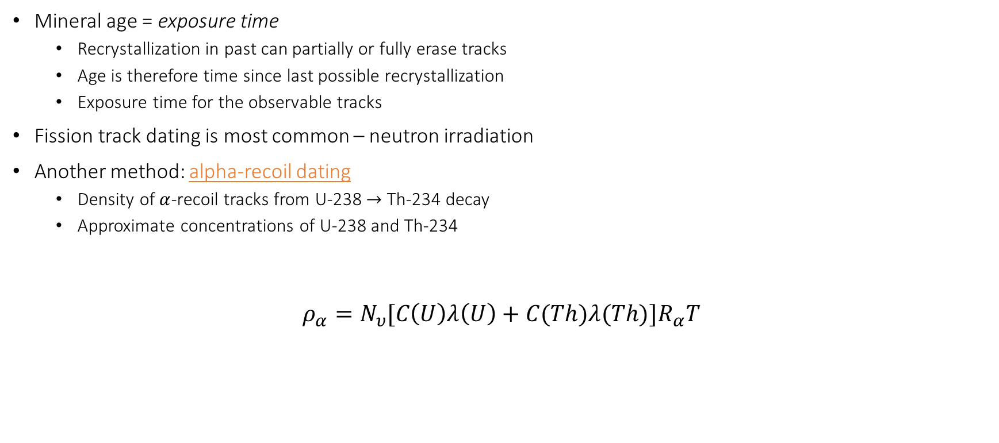 • Mineral age = exposure time
• Recrystallization in past can partially or fully erase tracks
• Age is therefore time since last possible recrystallization
• Exposure time for the observable tracks
• Fission track dating is most common – neutron irradiation
• Another method: alpha-recoil dating
• Density of α-recoil tracks from U-238 → Th-234 decay
• Approximate concentrations of U-238 and Th-234
ρ_α = N_υ[C(U)λ(U) + C(Th)λ(Th)]R_αT